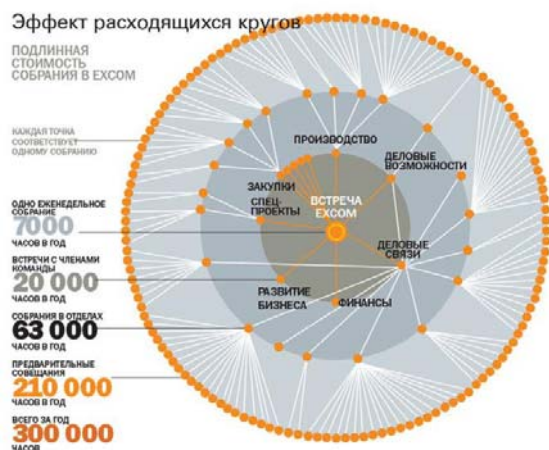 Эффект расходящихся кругов
ПОДЛИННАЯ
СТОИМОСТЬ
СОБРАНИЯ В EXCOM
КАЖДАЯ ТОЧКА
СООТВЕТСТВУЕТ
ОДНОМУ СОБРАНИЮ
ОДНО ЕЖЕНЕДЕЛЬНОЕ
СОБРАНИЕ
7000
ЧАСОВ В ГОД
ВСТРЕЧИ С ЧЛЕНАМИ
КОМАНДЫ
20 000
ЧАСОВ В ГОД
СОБРАНИЯ В ОТДЕЛАХ
63 000
ЧАСОВ В ГОД
ПРЕДВАРИТЕЛЬНЫЕ
СОВЕЩАНИЯ
210 000
ЧАСОВ В ГОД
ВСЕГО ЗА ГОД
300 000
ЧАСОВ
ПРОИЗВОДСТВО
ДЕЛОВЫЕ
ВОЗМОЖНОСТИ
ЗАКУПКИ
СПЕЦ-
ПРОЕКТЫ
ВСТРЕЧА
EXCOM
ДЕЛОВЫЕ
СВЯЗИ
РАЗВИТИЕ
БИЗНЕСА
ФИНАНСЫ